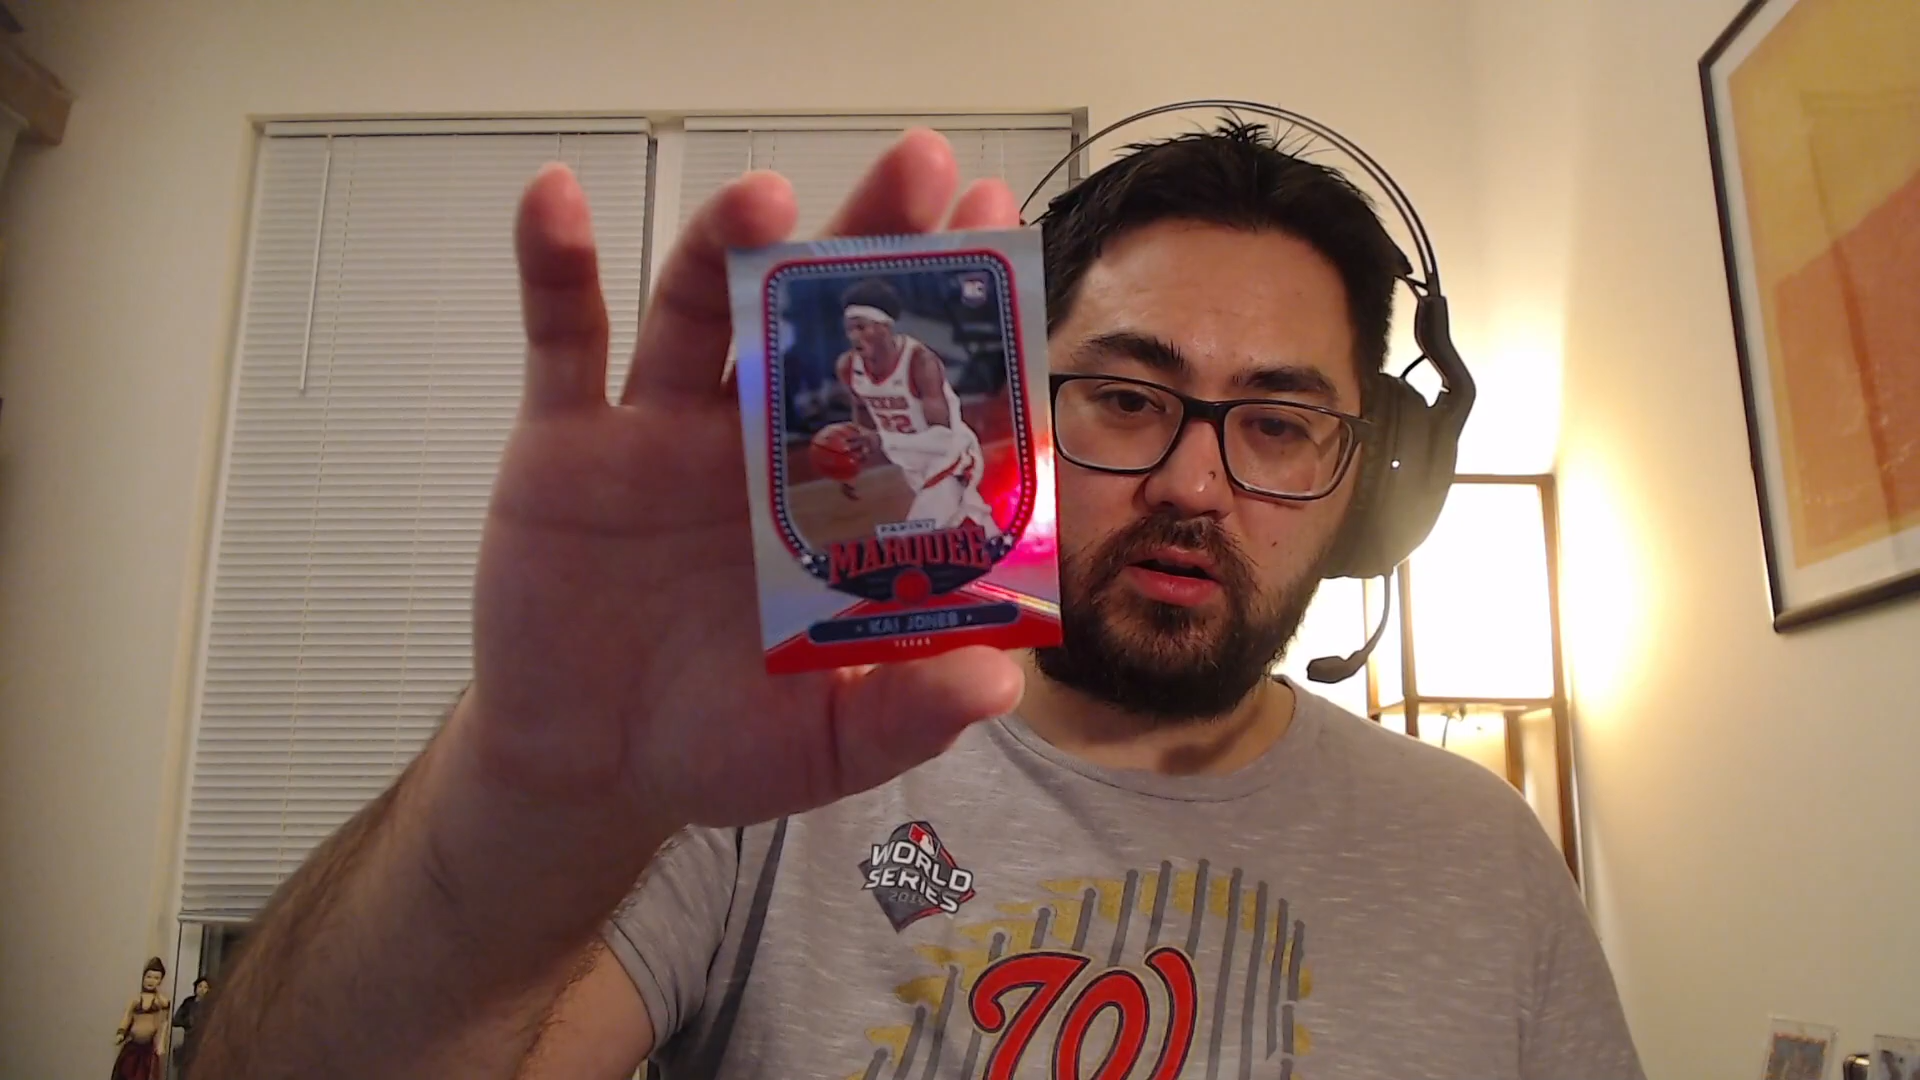 RC
TEXAS
22
PANINI
MARQUEE
KAI JONES
TEXAS
WORLD
SERIES
2019
W